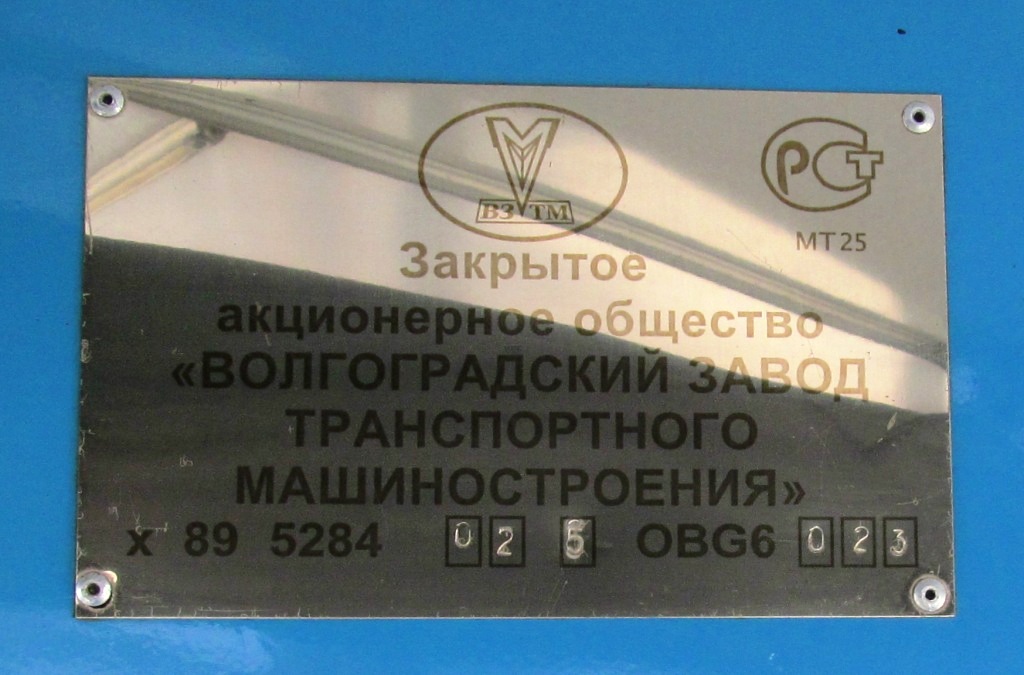 ВЗТМ
РСТ
МТ25
Закрытое
акционерное общество
«ВОЛГОГРАДСКИЙ ЗАВОД
ТРАНСПОРТНОГО
МАШИНОСТРОЕНИЯ»
х 89 5284 02 5 OBG6 023